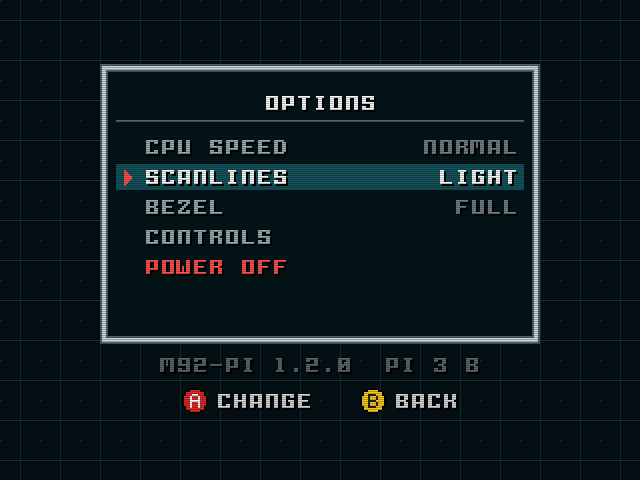 OPTIONS
CPU SPEED NORMAL
SCANLINES LIGHT
BEZEL FULL
CONTROLS
POWER OFF
M92-PI 1.2.0 PI 3 B
A CHANGE B BACK